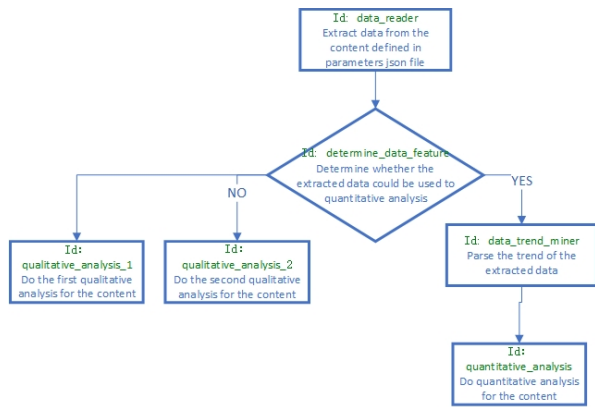 Id: data_reader
Extract data from the
content defined in
parameters json file
Id: determine_data_feature
Determine whether the
extracted data could be used to
quantitative analysis
NO
YES
Id:
qualitative_analysis_1
Do the first qualitative
analysis for the content
Id:
qualitative_analysis_2
Do the second qualitative
analysis for the content
Id: data_trend_miner
Parse the trend of the
extracted data
Id:
quantitative_analysis
Do quantitative analysis
for the content